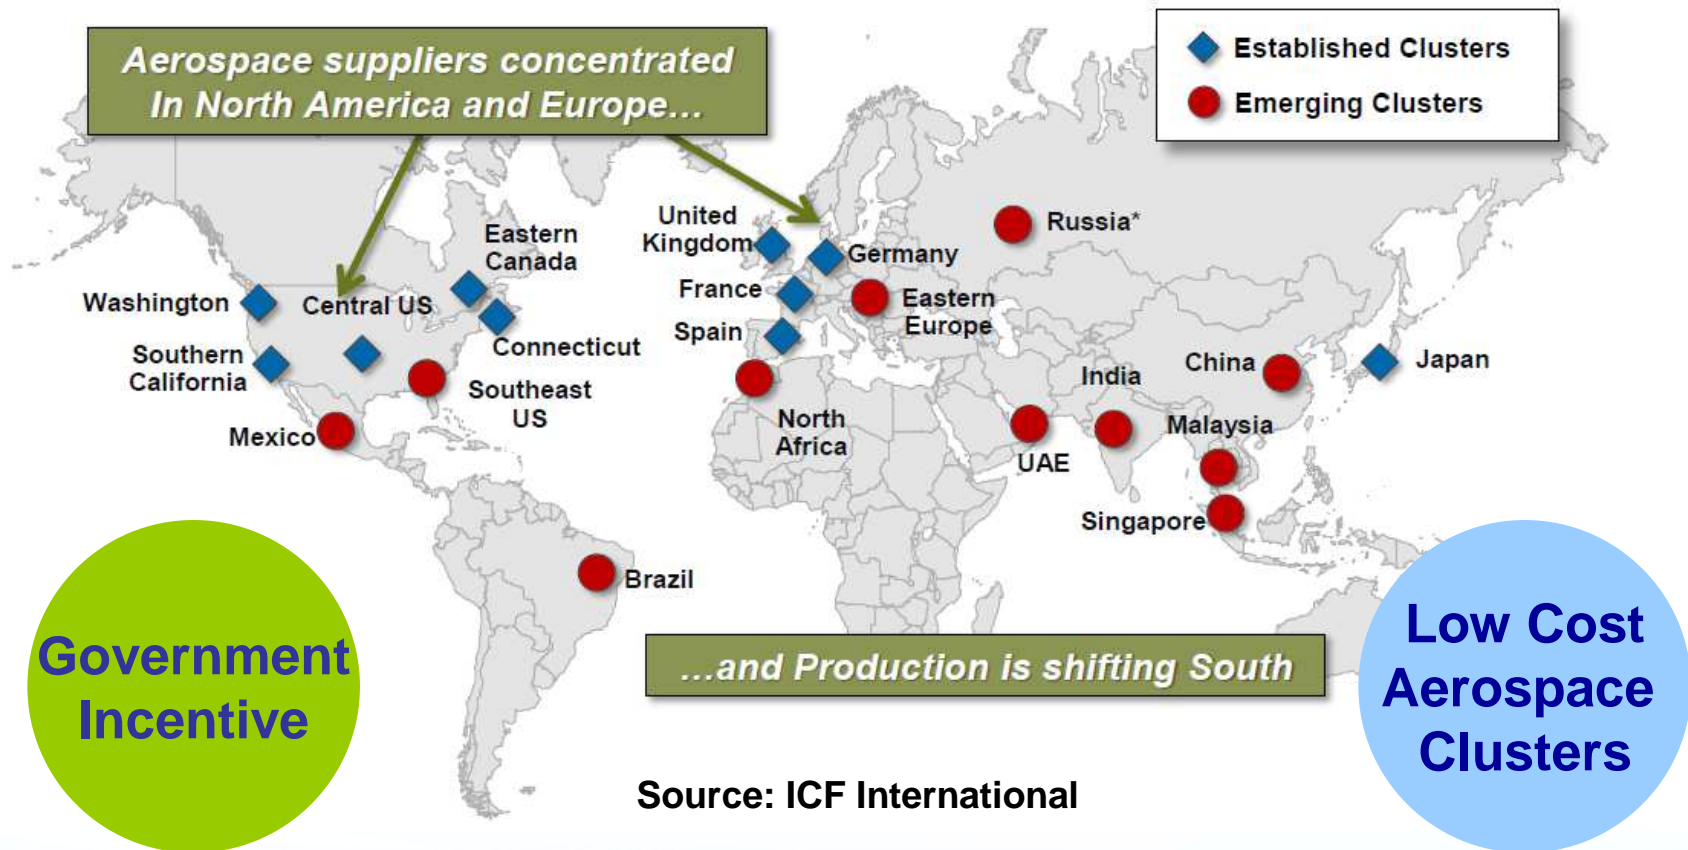 Aerospace suppliers concentrated
In North America and Europe...
Established Clusters
Emerging Clusters
United
Kingdom
Russia*
Eastern
Canada
Germany
Washington
Central US
France
Eastern
Europe
Spain
Connecticut
Southern
California
China
Japan
India
Southeast
US
Mexico
North
Africa
Malaysia
UAE
Singapore
Brazil
Government
Incentive
...and Production is shifting South
Low Cost
Aerospace
Clusters
Source: ICF International